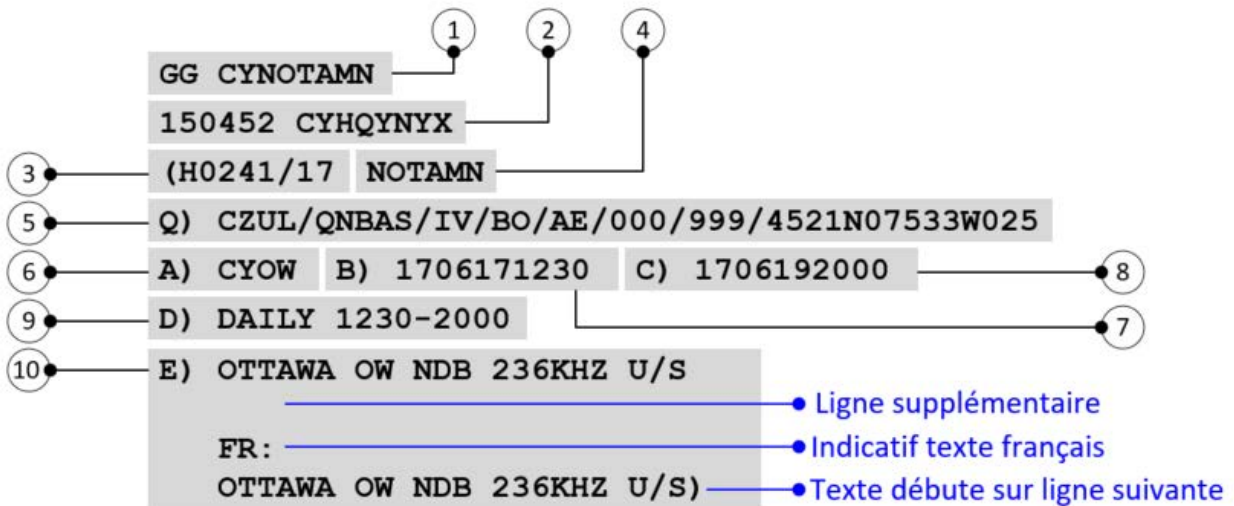 1 2 4
GG CYNOTAMN
150452 CYHQYNYX
3 (H0241/17 NOTAMN
5 Q) CZUL/QNBAS/IV/BO/AE/000/999/4521N07533W025
6 A) CYOW B) 1706171230 C) 1706192000 8
9 D) DAILY 1230-2000 7
10 E) OTTAWA OW NDB 236KHZ U/S
Ligne supplémentaire
FR: Indicatif texte français
OTTAWA OW NDB 236KHZ U/S) Texte débute sur ligne suivante